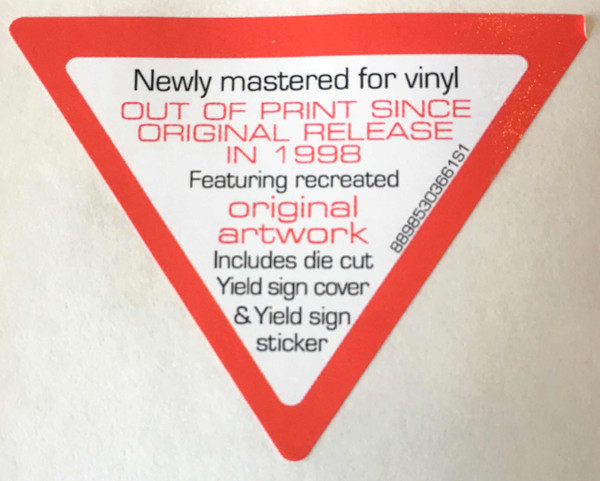 Newly mastered for vinyl
OUT OF PRINT SINCE
ORIGINAL RELEASE
IN 1998
Featuring recreated
original
artwork
Includes die cut
Yield sign cover
& Yield sign
sticker
88985303661S1